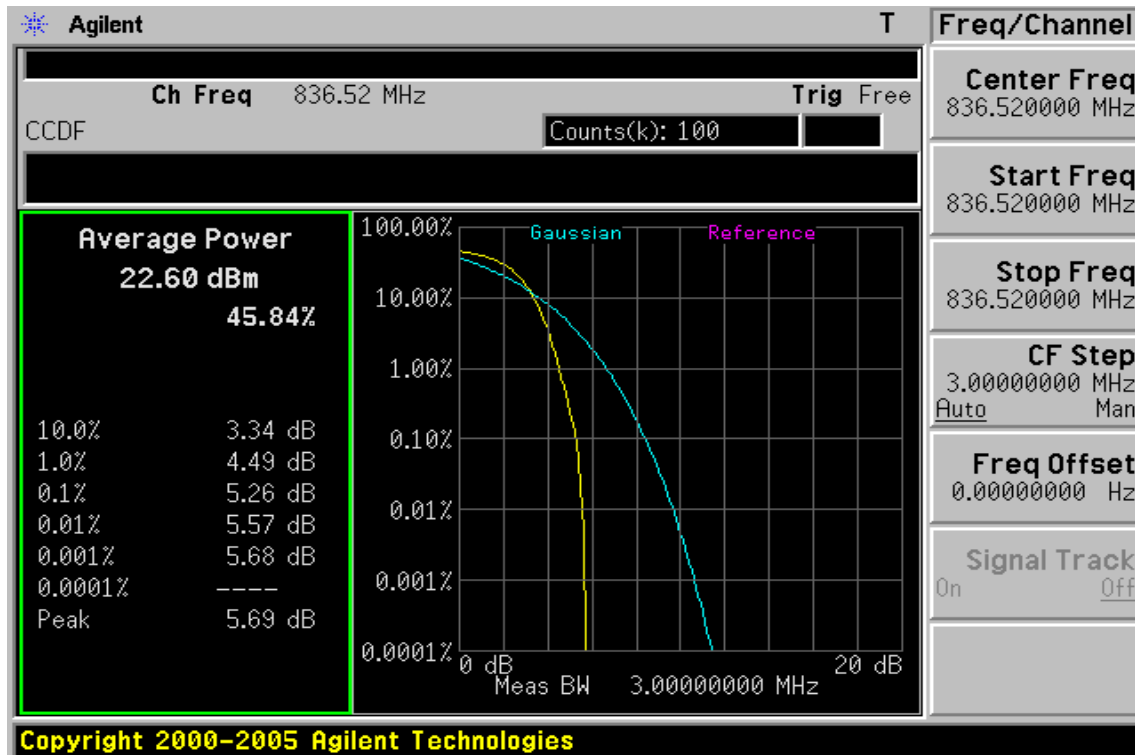 Agilent T
Ch Freq 836.52 MHz Trig Free
CCDF Counts(k): 100
Average Power
22.60 dBm
45.84%
10.0% 3.34 dB
1.0% 4.49 dB
0.1% 5.26 dB
0.01% 5.57 dB
0.001% 5.68 dB
0.0001% ----
Peak 5.69 dB
100.00%
Gaussian Reference
10.00%
1.00%
0.10%
0.01%
0.001%
0.0001%
0 dB 20 dB
Meas BW 3.00000000 MHz
Freq/Channel
Center Freq
836.520000 MHz
Start Freq
836.520000 MHz
Stop Freq
836.520000 MHz
CF Step
3.00000000 MHz
Auto Man
Freq Offset
0.00000000 Hz
Signal Track
On Off
Copyright 2000-2005 Agilent Technologies